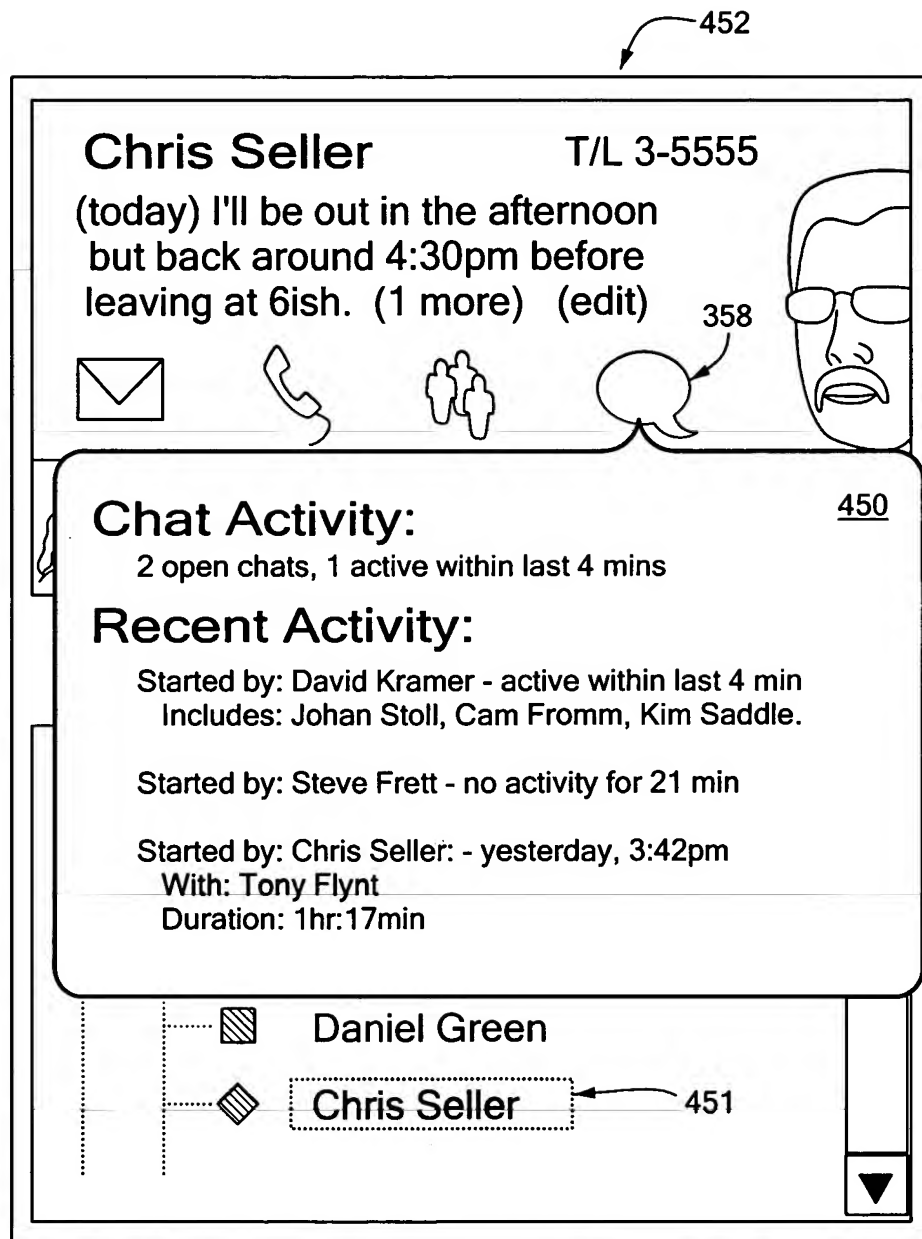 452
Chris Seller T/L 3-5555
(today) I'll be out in the afternoon
but back around 4:30pm before
leaving at 6ish. (1 more) (edit)
358
450
Chat Activity:
2 open chats, 1 active within last 4 mins
Recent Activity:
Started by: David Kramer - active within last 4 min
Includes: Johan Stoll, Cam Fromm, Kim Saddle.
Started by: Steve Frett - no activity for 21 min
Started by: Chris Seller: - yesterday, 3:42pm
With: Tony Flynt
Duration: 1hr:17min
Daniel Green
Chris Seller 451